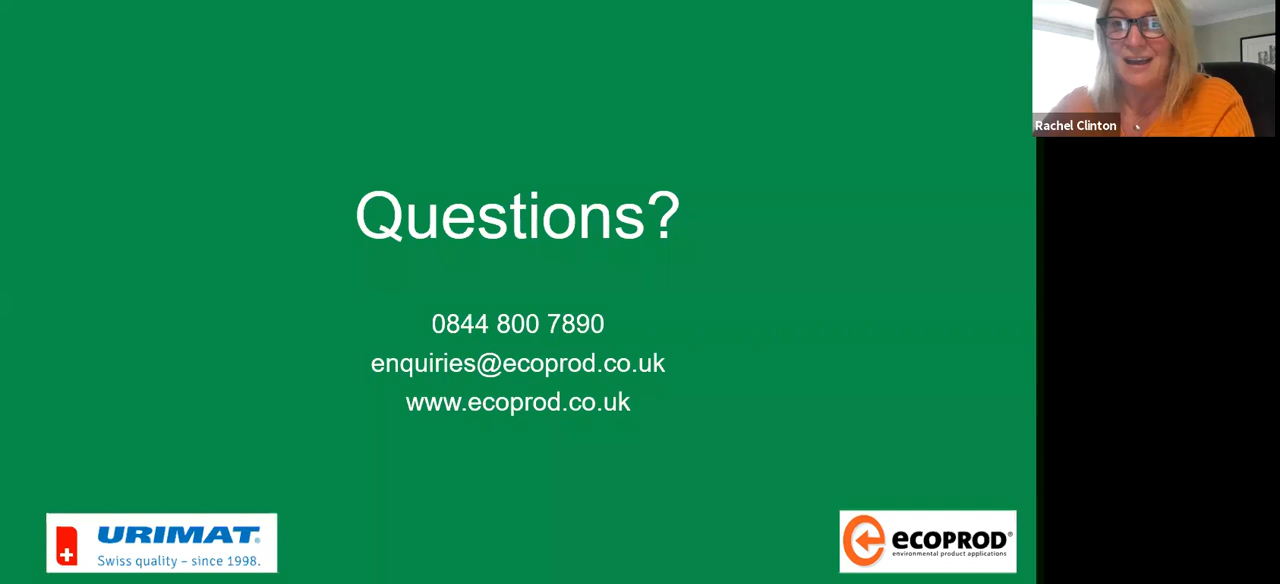 Rachel Clinton
Questions?
0844 800 7890
enquiries@ecoprod.co.uk
www.ecoprod.co.uk
URIMAT®
Swiss quality – since 1998.
ECOPROD®
environmental product applications